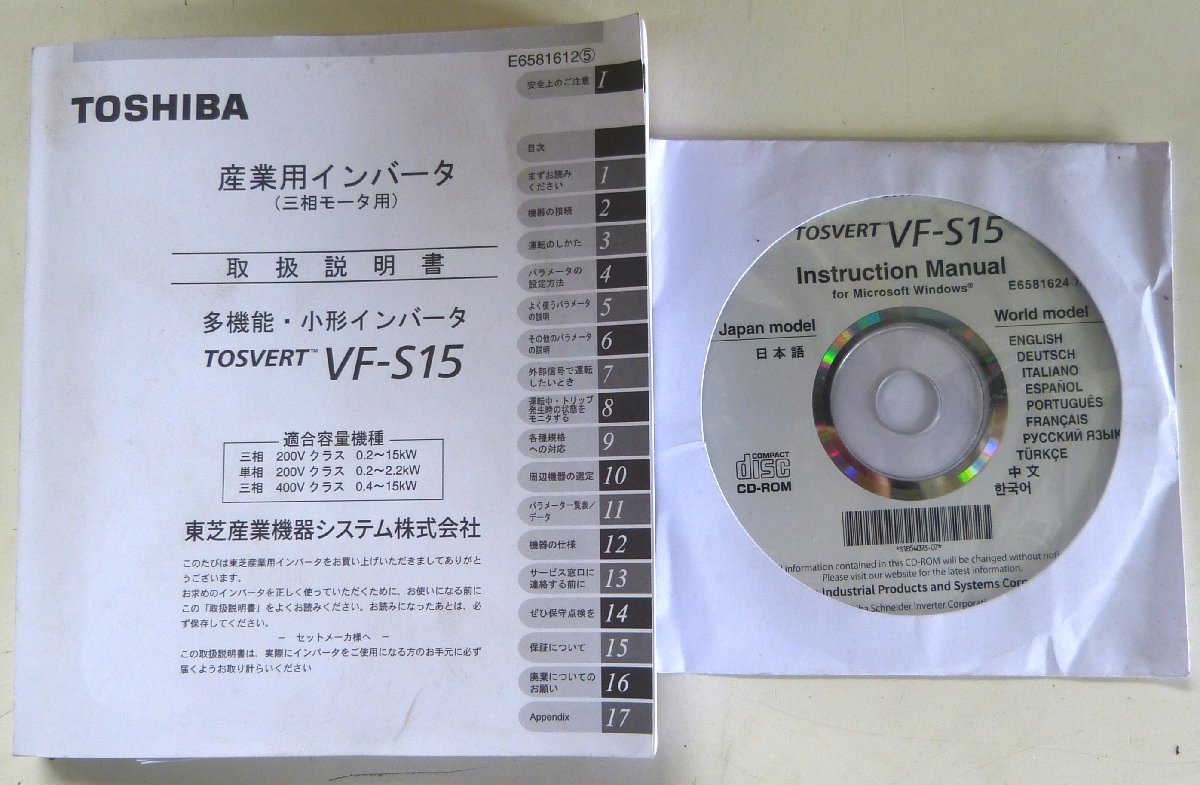 E6581612⑤
TOSHIBA
産業用インバータ
(三相モータ用)
取扱説明書
多機能・小形インバータ
TOSVERT™ VF-S15
適合容量機種
三相 200V クラス 0.2～15kW
単相 200V クラス 0.2～2.2kW
三相 400V クラス 0.4～15kW
東芝産業機器システム株式会社
このたびは東芝産業用インバータをお買い上げいただきましてありがと
うございます。
お求めのインバータを正しく使っていただくために、お使いになる前に
この「取扱説明書」をよくお読みください。お読みになったあとは、必
ず保存してください。
－ セットメーカ様へ －
この取扱説明書は、実際にインバータをご使用になる方のお手元に必ず
届くようお取り計らいください
安全上のご注意 I
目次
まずお読み
ください 1
機器の接続 2
運転のしかた 3
パラメータの
設定方法 4
よく使うパラメータ
の説明 5
その他のパラメータ
の説明 6
外部信号で運転
したいとき 7
運転中・トリップ
発生時の状態を
モニタする 8
各種規格
への対応 9
周辺機器の選定 10
パラメータ一覧表/
データ 11
機器の仕様 12
サービス窓口に
連絡する前に 13
ぜひ保守点検を 14
保証について 15
廃棄についての
お願い 16
Appendix 17
TOSVERT™ VF-S15
Instruction Manual
for Microsoft Windows®
E6581624
Japan model
日本語
World model
ENGLISH
DEUTSCH
ITALIANO
ESPAÑOL
PORTUGUÊS
FRANÇAIS
РУССКИЙ ЯЗЫК
TÜRKÇE
中文
한국어
COMPACT
disc
CD-ROM
*S1B54093-07*
information contained in this CD-ROM will be changed without
Please visit our website for the latest information.
Industrial Products and Systems
Schneider Inverter